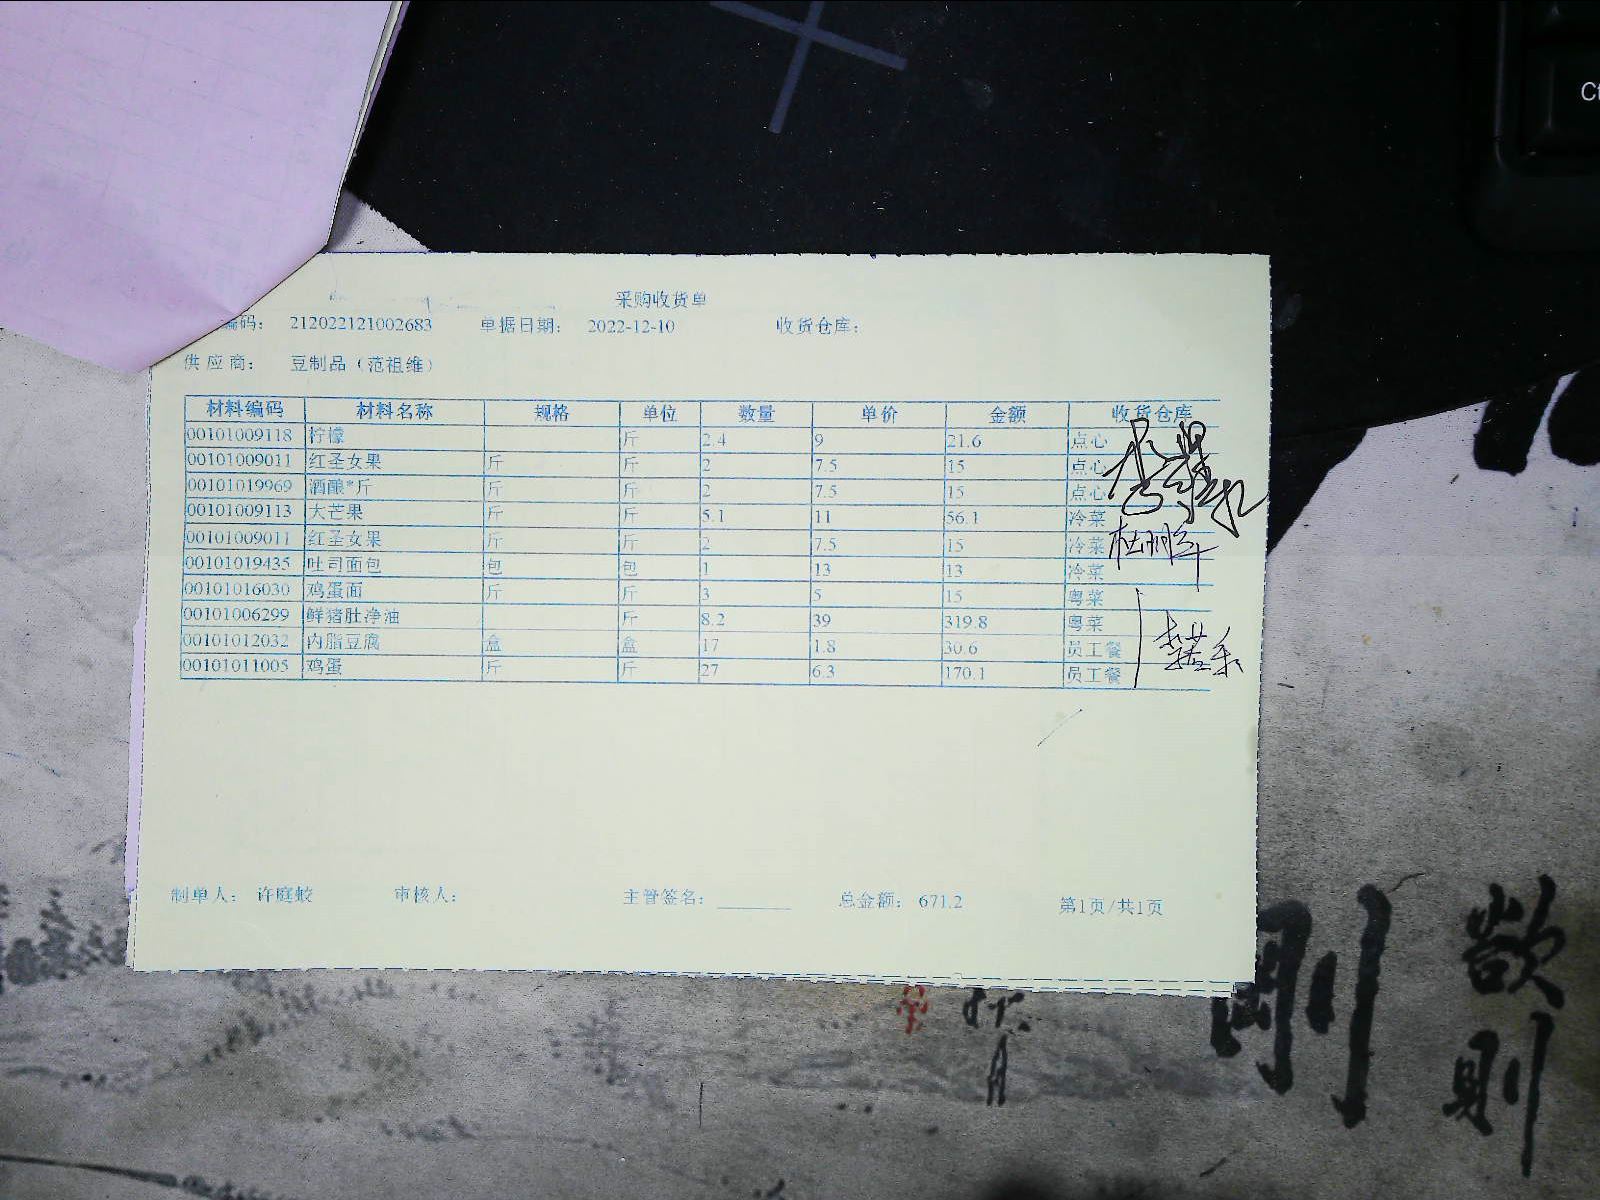 采购收货单
编码： 212022121002683 单据日期： 2022-12-10 收货仓库：
供应商： 豆制品（范祖维）
材料编码 材料名称 规格 单位 数量 单价 金额 收货仓库
00101009118 柠檬 斤 2.4 9 21.6 点心
00101009011 红圣女果 斤 斤 2 7.5 15 点心
00101019969 酒酿*斤 斤 斤 2 7.5 15 点心
00101009113 大芒果 斤 斤 5.1 11 56.1 冷菜
00101009011 红圣女果 斤 斤 2 7.5 15 冷菜
00101019435 吐司面包 包 包 1 13 13 冷菜
00101016030 鸡蛋面 斤 斤 3 5 15 粤菜
00101006299 鲜猪肚净油 斤 8.2 39 319.8 粤菜
00101012032 内脂豆腐 盒 盒 17 1.8 30.6 员工餐
00101011005 鸡蛋 斤 斤 27 6.3 170.1 员工餐
制单人： 许庭蛟 审核人： 主管签名： 总金额： 671.2 第1页/共1页
剛
則
月